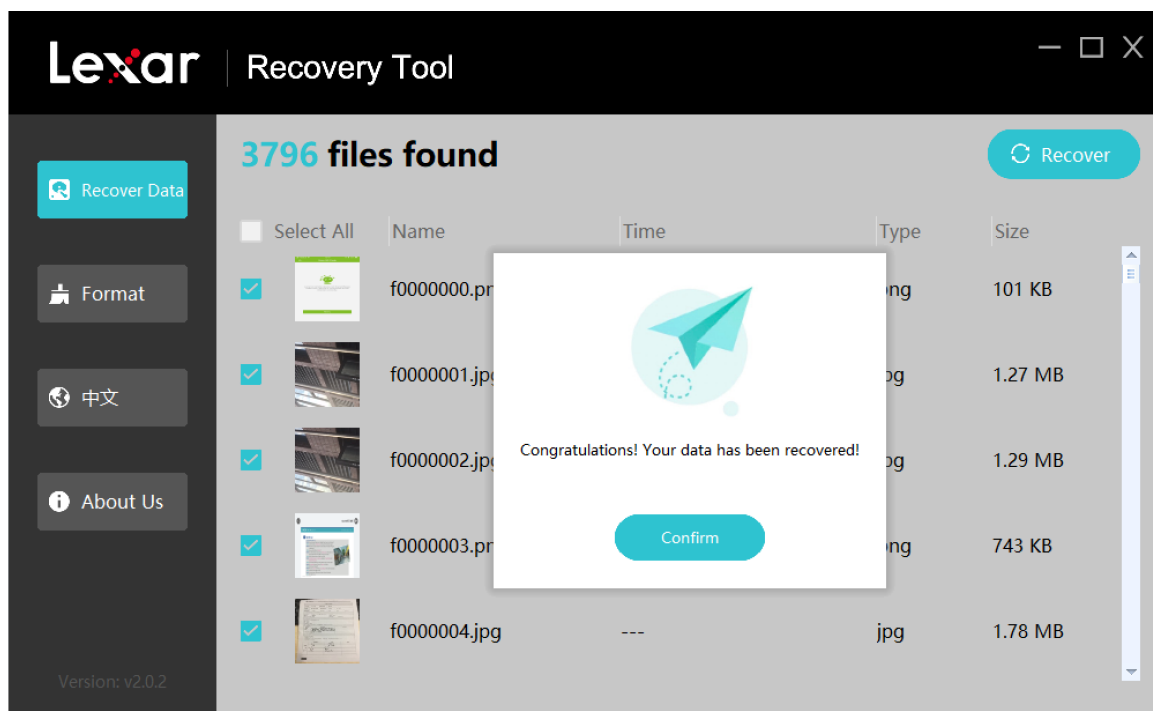 Lexar | Recovery Tool
3796 files found
Recover
Recover Data
Format
中文
About Us
Version: v2.0.2
Select All Name Time Type Size
f0000000.pn png 101 KB
f0000001.jpg jpg 1.27 MB
f0000002.jpg jpg 1.29 MB
f0000003.pn png 743 KB
f0000004.jpg --- jpg 1.78 MB
Congratulations! Your data has been recovered!
Confirm